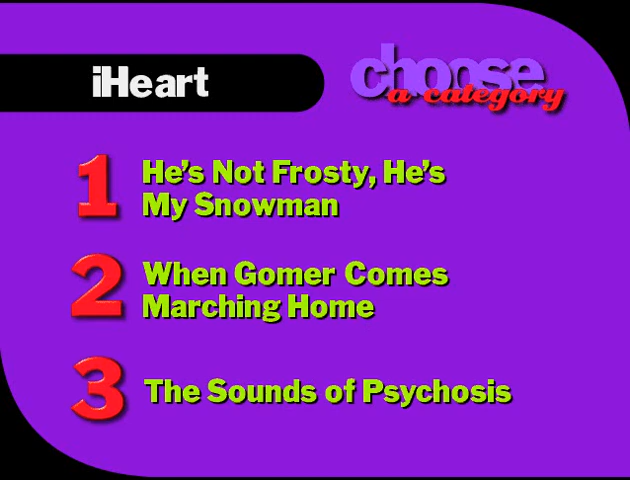 iHeart
choose
a category
1 He's Not Frosty, He's
My Snowman
2 When Gomer Comes
Marching Home
3 The Sounds of Psychosis